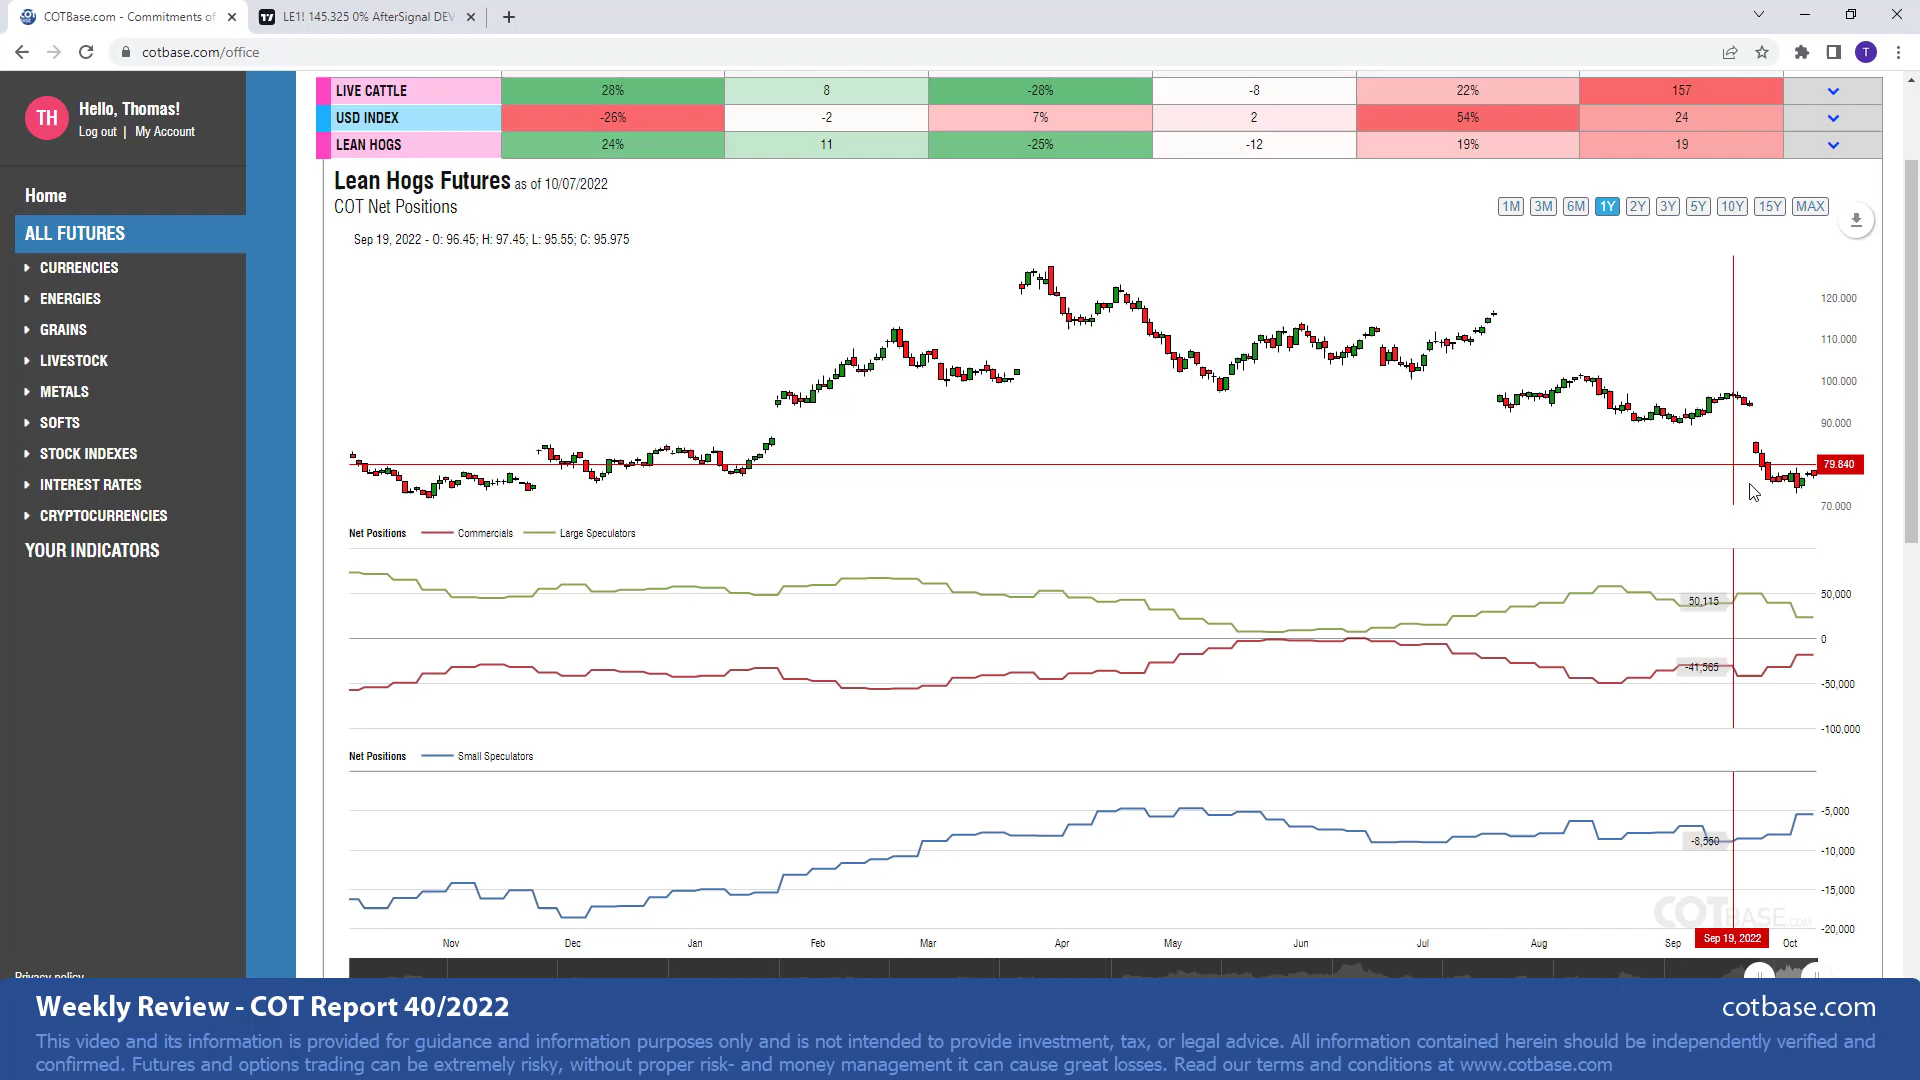 COTBase.com - Commitments of
LE1! 145.325 0% AfterSignal DEV
cotbase.com/office
T
TH
Hello, Thomas!
Log out | My Account
Home
ALL FUTURES
CURRENCIES
ENERGIES
GRAINS
LIVESTOCK
METALS
SOFTS
STOCK INDEXES
INTEREST RATES
CRYPTOCURRENCIES
YOUR INDICATORS
Privacy policy
LIVE CATTLE 28% 8 -28% -8 22% 157
USD INDEX -26% -2 7% 2 54% 24
LEAN HOGS 24% 11 -25% -12 19% 19
Lean Hogs Futures as of 10/07/2022
COT Net Positions
1M 3M 6M 1Y 2Y 3Y 5Y 10Y 15Y MAX
Sep 19, 2022 - O: 96.45; H: 97.45; L: 95.55; C: 95.975
120.000
110.000
100.000
90.000
79.840
70.000
Net Positions Commercials Large Speculators
50,115
50,000
0
-41,565
-50,000
-100,000
Net Positions Small Speculators
-5,000
-8,550
-10,000
-15,000
COTBASE.COM
-20,000
Nov Dec Jan Feb Mar Apr May Jun Jul Aug Sep Sep 19, 2022 Oct
Weekly Review - COT Report 40/2022
cotbase.com
This video and its information is provided for guidance and information purposes only and is not intended to provide investment, tax, or legal advice. All information contained herein should be independently verified and
confirmed. Futures and options trading can be extremely risky, without proper risk- and money management it can cause great losses. Read our terms and conditions at www.cotbase.com